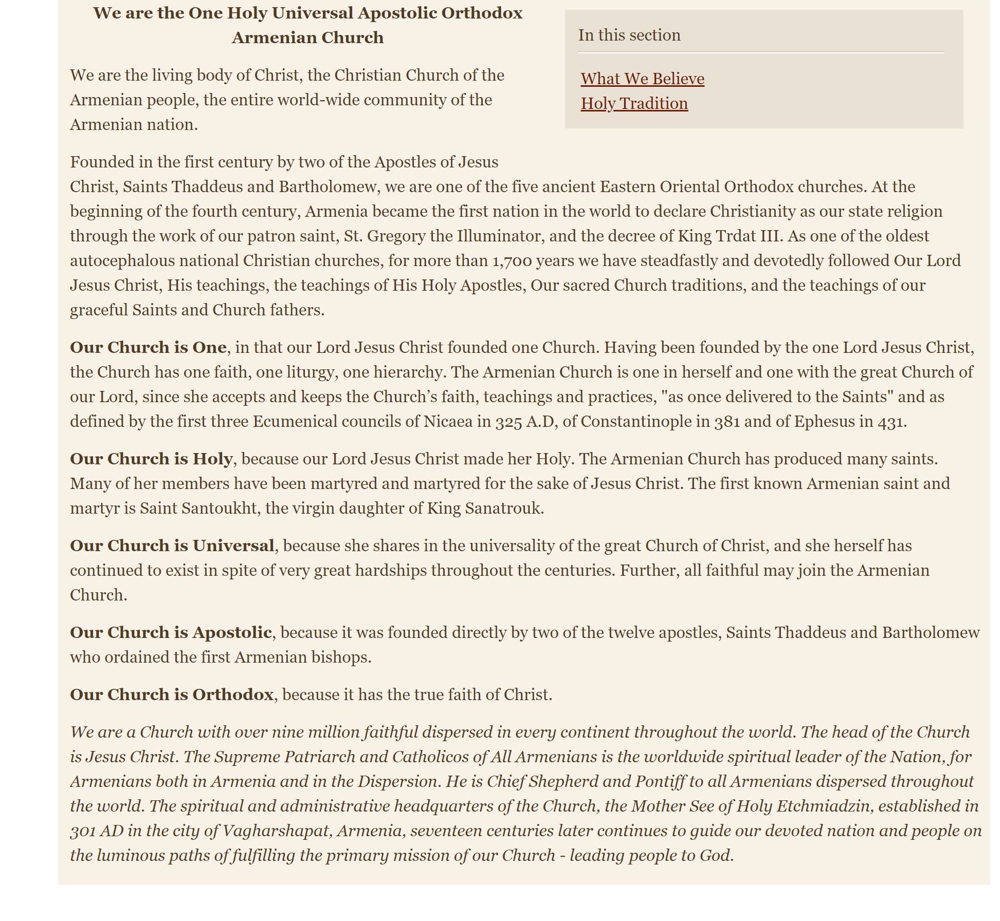 We are the One Holy Universal Apostolic Orthodox
Armenian Church
We are the living body of Christ, the Christian Church of the
Armenian people, the entire world-wide community of the
Armenian nation.
In this section
What We Believe
Holy Tradition
Founded in the first century by two of the Apostles of Jesus
Christ, Saints Thaddeus and Bartholomew, we are one of the five ancient Eastern Oriental Orthodox churches. At the
beginning of the fourth century, Armenia became the first nation in the world to declare Christianity as our state religion
through the work of our patron saint, St. Gregory the Illuminator, and the decree of King Trdat III. As one of the oldest
autocephalous national Christian churches, for more than 1,700 years we have steadfastly and devotedly followed Our Lord
Jesus Christ, His teachings, the teachings of His Holy Apostles, Our sacred Church traditions, and the teachings of our
graceful Saints and Church fathers.
Our Church is One, in that our Lord Jesus Christ founded one Church. Having been founded by the one Lord Jesus Christ,
the Church has one faith, one liturgy, one hierarchy. The Armenian Church is one in herself and one with the great Church of
our Lord, since she accepts and keeps the Church’s faith, teachings and practices, "as once delivered to the Saints" and as
defined by the first three Ecumenical councils of Nicaea in 325 A.D, of Constantinople in 381 and of Ephesus in 431.
Our Church is Holy, because our Lord Jesus Christ made her Holy. The Armenian Church has produced many saints.
Many of her members have been martyred and martyred for the sake of Jesus Christ. The first known Armenian saint and
martyr is Saint Santoukht, the virgin daughter of King Sanatrouk.
Our Church is Universal, because she shares in the universality of the great Church of Christ, and she herself has
continued to exist in spite of very great hardships throughout the centuries. Further, all faithful may join the Armenian
Church.
Our Church is Apostolic, because it was founded directly by two of the twelve apostles, Saints Thaddeus and Bartholomew
who ordained the first Armenian bishops.
Our Church is Orthodox, because it has the true faith of Christ.
We are a Church with over nine million faithful dispersed in every continent throughout the world. The head of the Church
is Jesus Christ. The Supreme Patriarch and Catholicos of All Armenians is the worldwide spiritual leader of the Nation, for
Armenians both in Armenia and in the Dispersion. He is Chief Shepherd and Pontiff to all Armenians dispersed throughout
the world. The spiritual and administrative headquarters of the Church, the Mother See of Holy Etchmiadzin, established in
301 AD in the city of Vagharshapat, Armenia, seventeen centuries later continues to guide our devoted nation and people on
the luminous paths of fulfilling the primary mission of our Church - leading people to God.